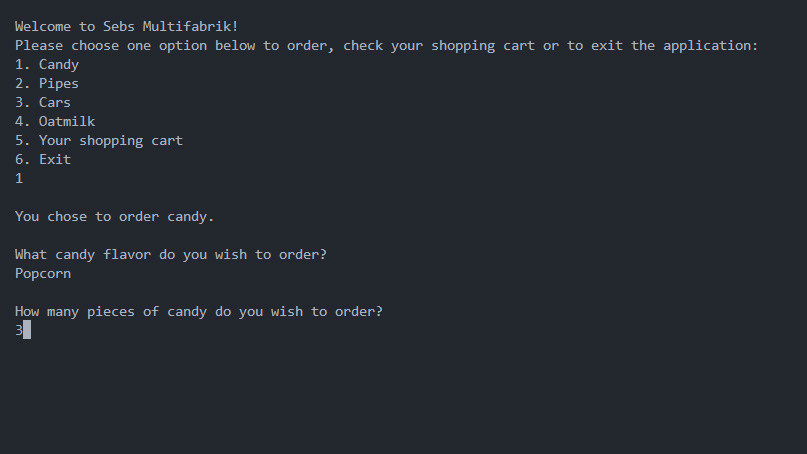 Welcome to Sebs Multifabrik!
Please choose one option below to order, check your shopping cart or to exit the application:
1. Candy
2. Pipes
3. Cars
4. Oatmilk
5. Your shopping cart
6. Exit
1
You chose to order candy.
What candy flavor do you wish to order?
Popcorn
How many pieces of candy do you wish to order?
3